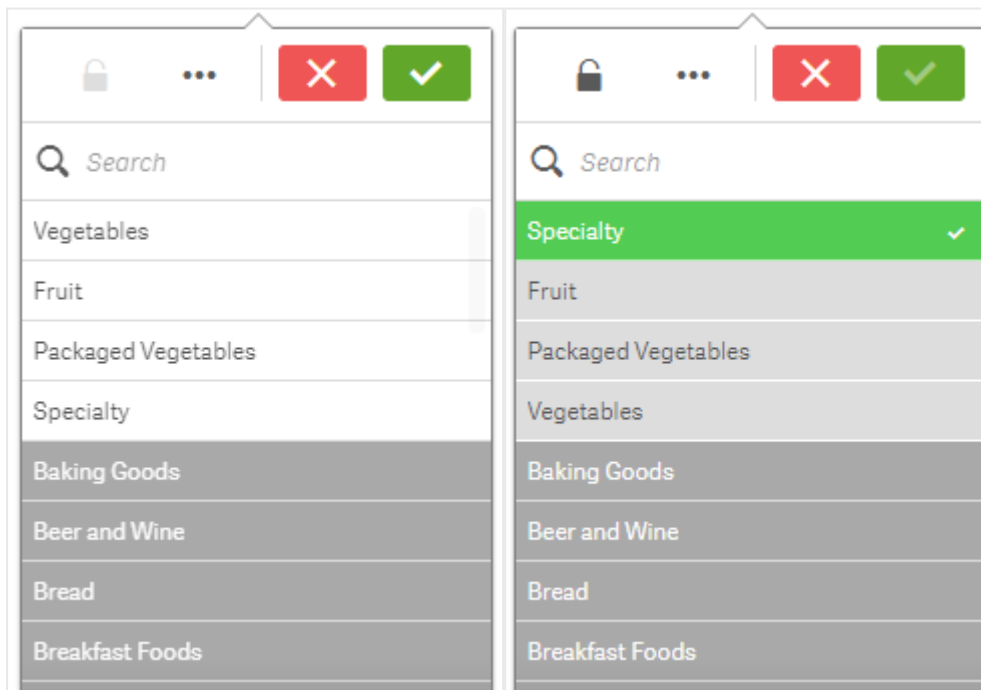 Search
Vegetables
Fruit
Packaged Vegetables
Specialty
Baking Goods
Beer and Wine
Bread
Breakfast Foods
Search
Specialty
Fruit
Packaged Vegetables
Vegetables
Baking Goods
Beer and Wine
Bread
Breakfast Foods